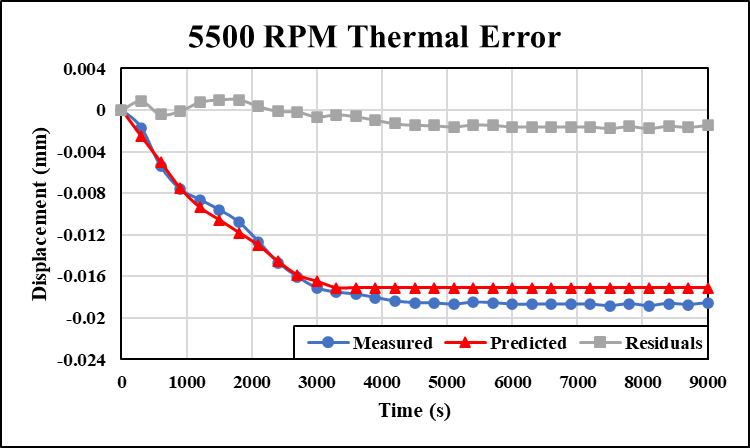 5500 RPM Thermal Error
0.004
0
-0.004
-0.008
-0.012
-0.016
-0.02
-0.024
Displacement (mm)
Measured Predicted Residuals
0 1000 2000 3000 4000 5000 6000 7000 8000 9000
Time (s)